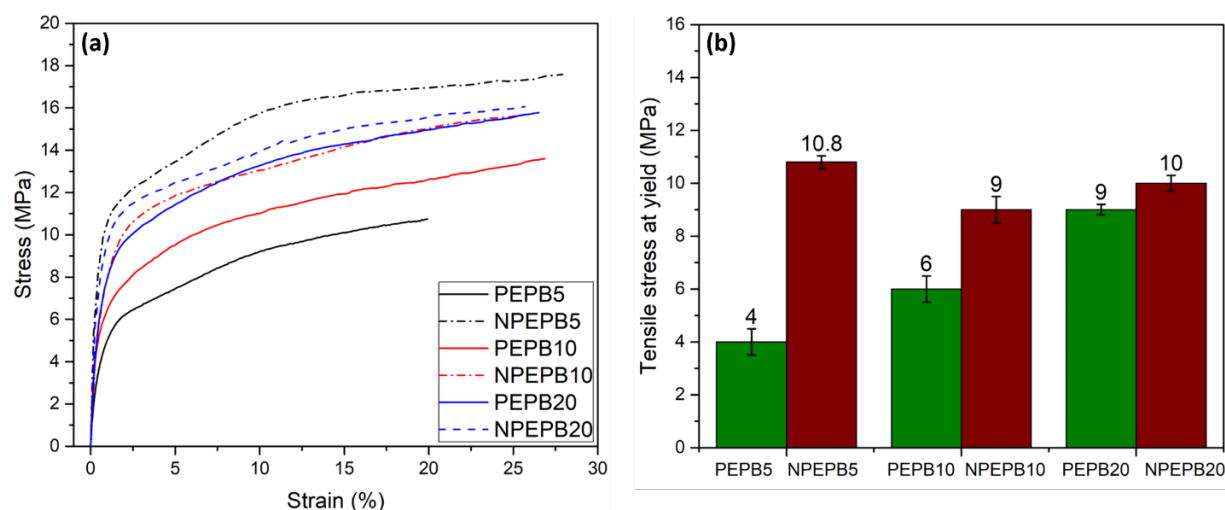 (a)
Stress (MPa)
20
18
16
14
12
10
8
6
4
2
0
0 5 10 15 20 25 30
Strain (%)
PEPB5
NPEPB5
PEPB10
NPEPB10
PEPB20
NPEPB20
(b)
Tensile stress at yield (MPa)
16
14
12
10
8
6
4
2
0
4
10.8
6
9
9
10
PEPB5 NPEPB5 PEPB10 NPEPB10 PEPB20 NPEPB20